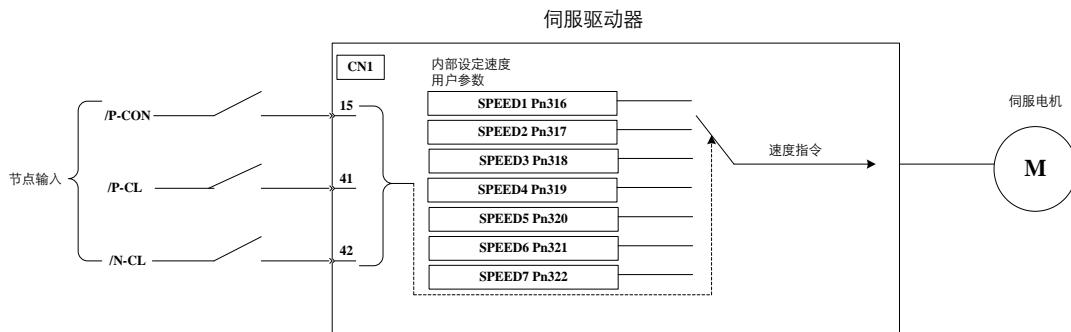 伺服驱动器
CN1
内部设定速度
用户参数
节点输入
/P-CON
15
/P-CL
41
/N-CL
42
SPEED1 Pn316
SPEED2 Pn317
SPEED3 Pn318
SPEED4 Pn319
SPEED5 Pn320
SPEED6 Pn321
SPEED7 Pn322
速度指令
伺服电机
M